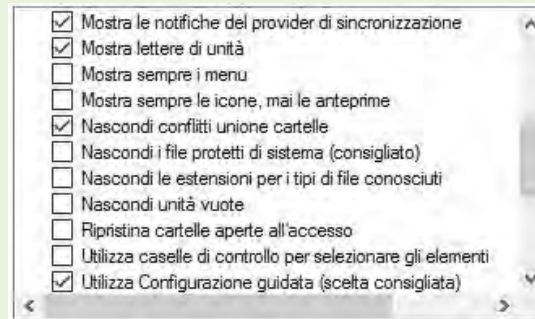 Mostra le notifiche del provider di sincronizzazione
Mostra lettere di unità
Mostra sempre i menu
Mostra sempre le icone, mai le anteprime
Nascondi conflitti unione cartelle
Nascondi i file protetti di sistema (consigliato)
Nascondi le estensioni per i tipi di file conosciuti
Nascondi unità vuote
Ripristina cartelle aperte all'accesso
Utilizza caselle di controllo per selezionare gli elementi
Utilizza Configurazione guidata (scelta consigliata)